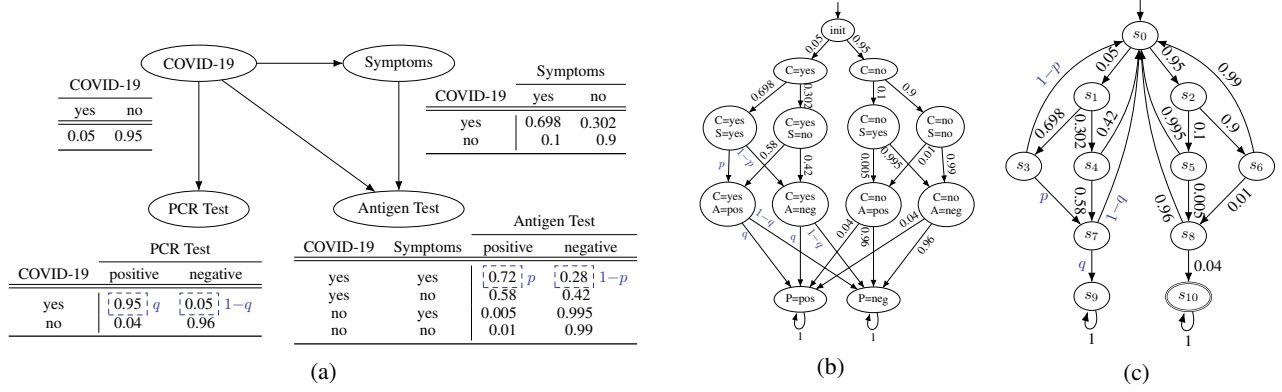 COVID-19
Symptoms
PCR Test
Antigen Test
COVID-19
yes no
0.05 0.95
Symptoms
COVID-19 yes no
yes 0.698 0.302
no 0.1 0.9
PCR Test
COVID-19 positive negative
yes 0.95 q 0.05 1−q
no 0.04 0.96
Antigen Test
COVID-19 Symptoms positive negative
yes yes 0.72 p 0.28 1−p
yes no 0.58 0.42
no yes 0.005 0.995
no no 0.01 0.99
(a)
init
0.05 0.95
C=yes C=no
0.698 0.302 0.1 0.9
C=yes C=yes C=no C=no
S=yes S=no S=yes S=no
p 1−p 0.58 0.42 0.005 0.995 0.01 0.99
C=yes C=yes C=no C=no
A=pos A=neg A=pos A=neg
q 1−q q 1−q 0.04 0.96 0.04 0.96
P=pos P=neg
1 1
(b)
s0
0.05 0.95
1−p 0.99
s1 s2
0.698 0.302 0.42 0.995 0.1 0.9
s3 s4 s5 s6
p 0.58 1−q 0.96 0.005 0.01
s7 s8
q 0.04
s9 s10
1 1
(c)